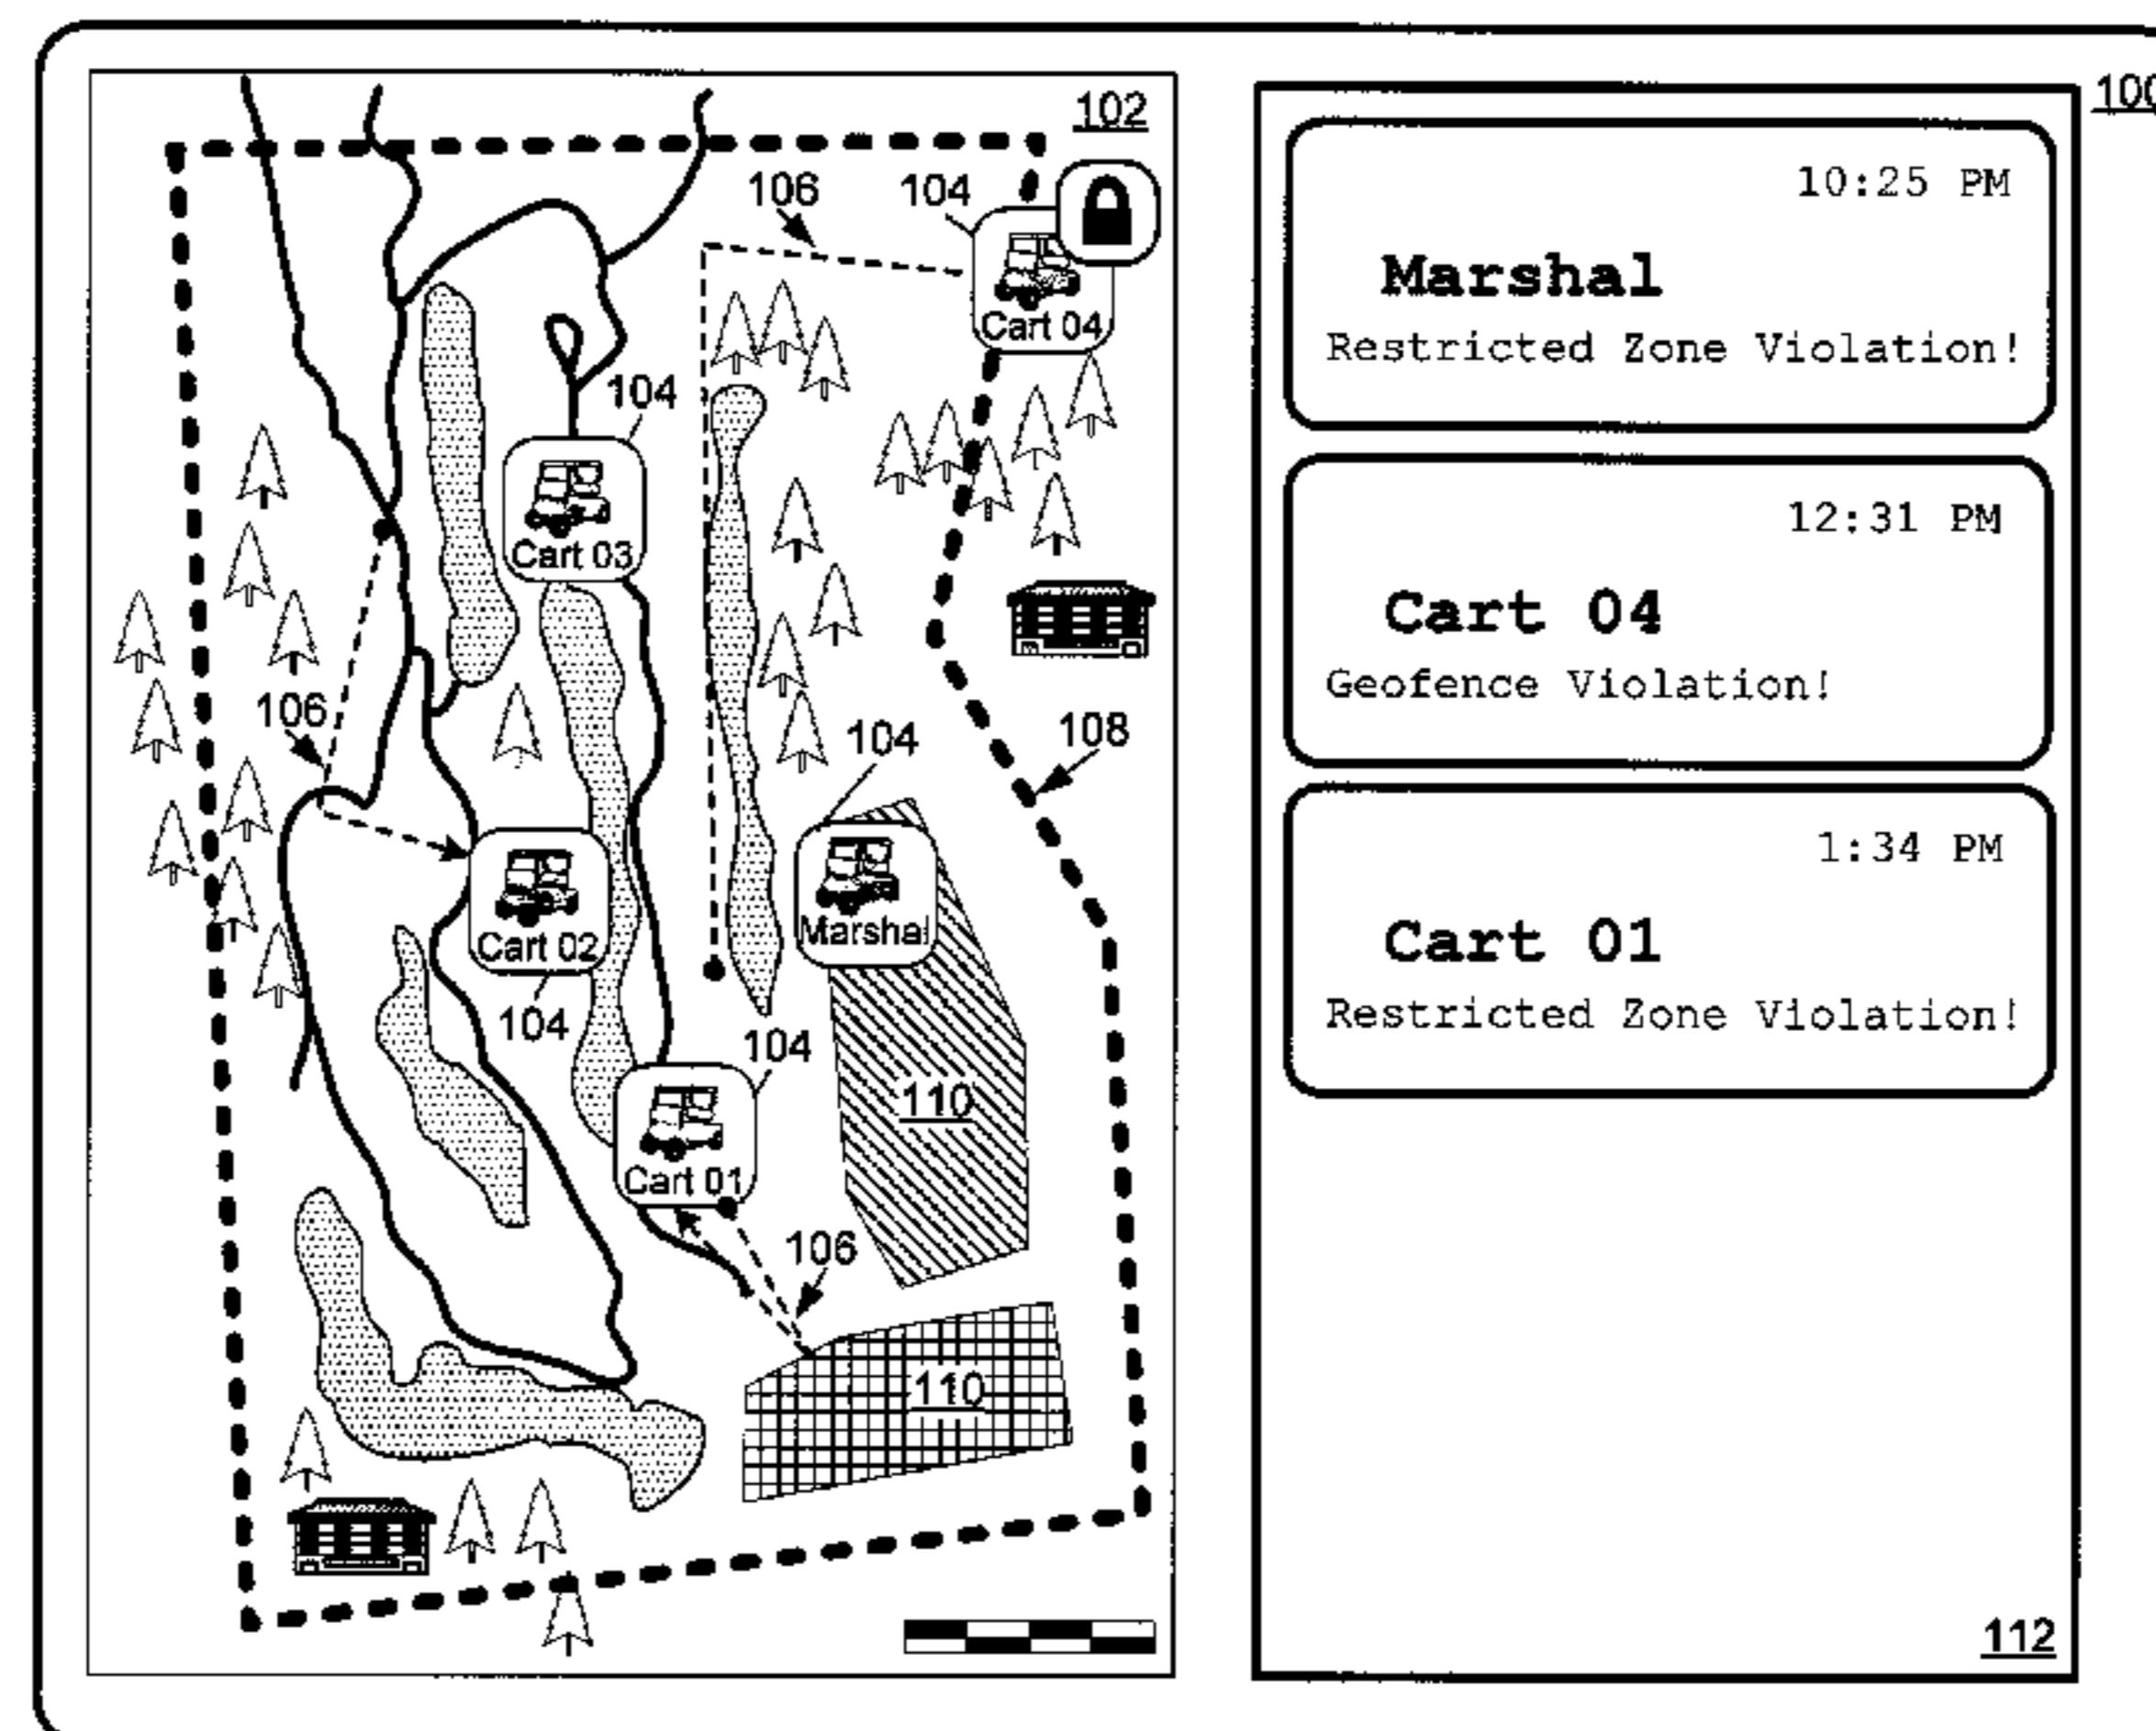 102
106
104
Cart 04
104
Cart 03
106
108
104
Marshal
Cart 02
104
104
110
Cart 01
106
110
10:25 PM
Marshal
Restricted Zone Violation!
12:31 PM
Cart 04
Geofence Violation!
1:34 PM
Cart 01
Restricted Zone Violation!
112
100